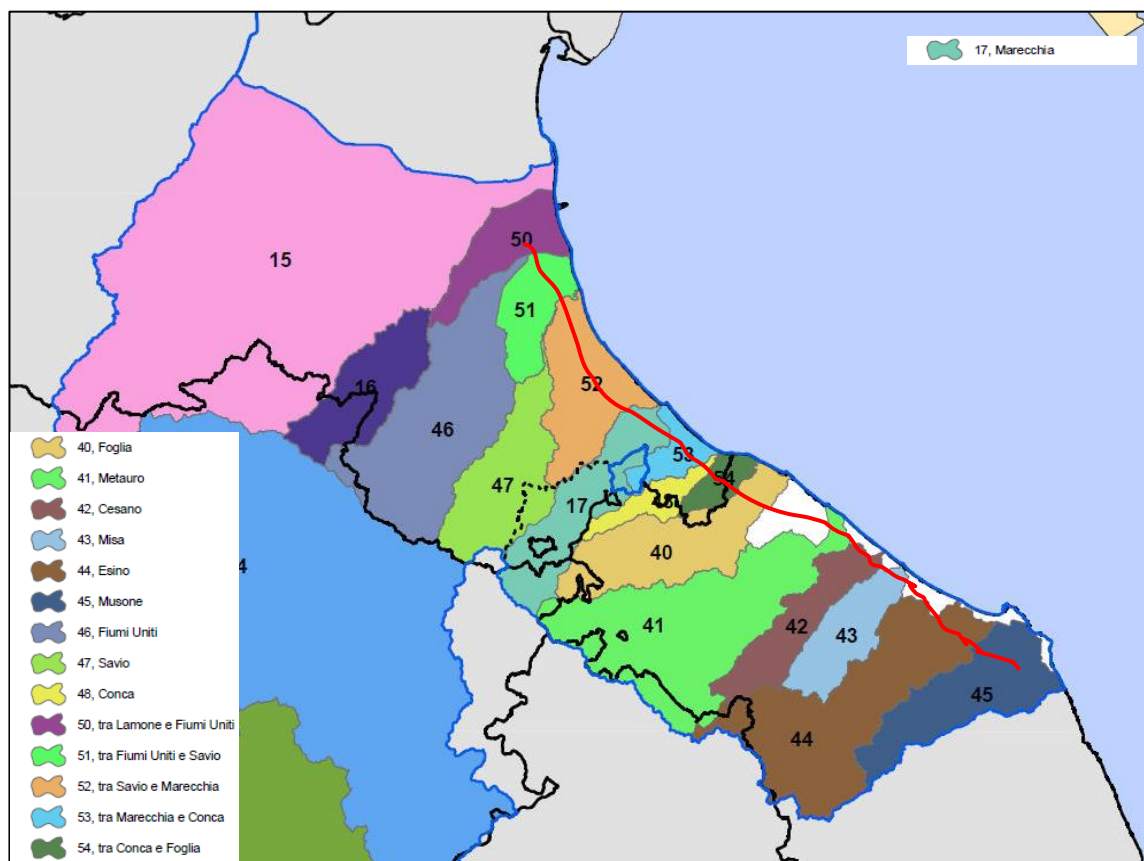 17, Marecchia
50
15
51
16
52
46
53
54
47
48
17
40
4
41
42
43
45
44
40, Foglia
41, Metauro
42, Cesano
43, Misa
44, Esino
45, Musone
46, Fiumi Uniti
47, Savio
48, Conca
50, tra Lamone e Fiumi Uniti
51, tra Fiumi Uniti e Savio
52, tra Savio e Marecchia
53, tra Marecchia e Conca
54, tra Conca e Foglia